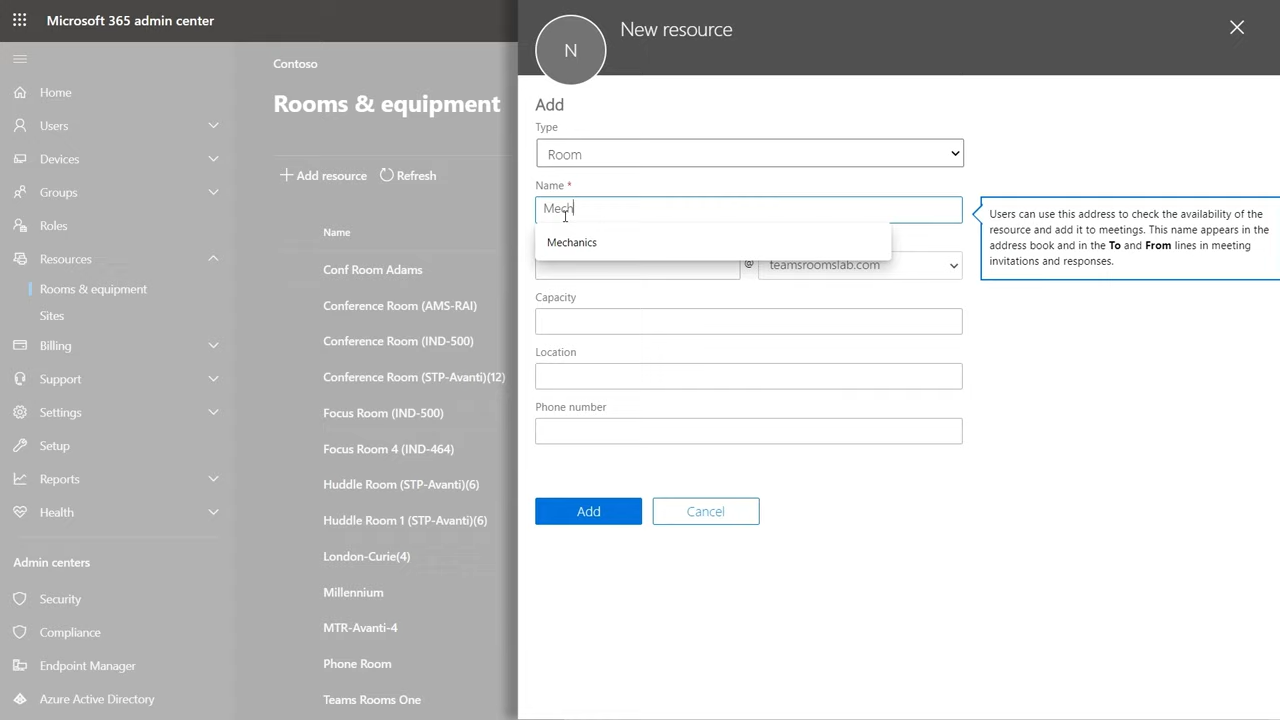 Microsoft 365 admin center
Home
Users
Devices
Groups
Roles
Resources
Rooms & equipment
Sites
Billing
Support
Settings
Setup
Reports
Health
Admin centers
Security
Compliance
Endpoint Manager
Azure Active Directory
Contoso
Rooms & equipment
Add resource
Refresh
Name
Conf Room Adams
Conference Room (AMS-RAI)
Conference Room (IND-500)
Conference Room (STP-Avanti)(12)
Focus Room (IND-500)
Focus Room 4 (IND-464)
Huddle Room (STP-Avanti)(6)
Huddle Room 1 (STP-Avanti)(6)
London-Curie(4)
Millennium
MTR-Avanti-4
Phone Room
Teams Rooms One
N
New resource
Add
Type
Room
Name *
Mech
Mechanics
@ teamsroomslab.com
Capacity
Location
Phone number
Add
Cancel
Users can use this address to check the availability of the
resource and add it to meetings. This name appears in the
address book and in the To and From lines in meeting
invitations and responses.